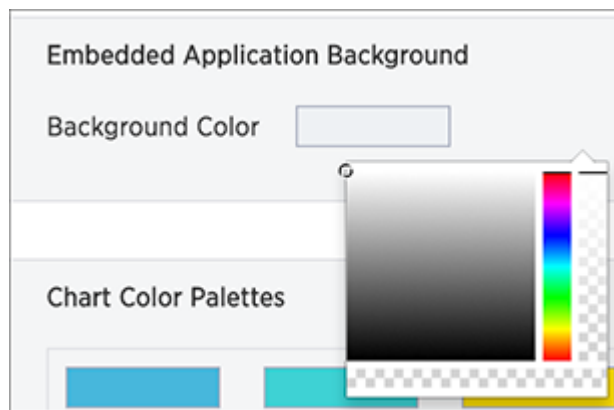 Embedded Application Background
Background Color
Chart Color Palettes